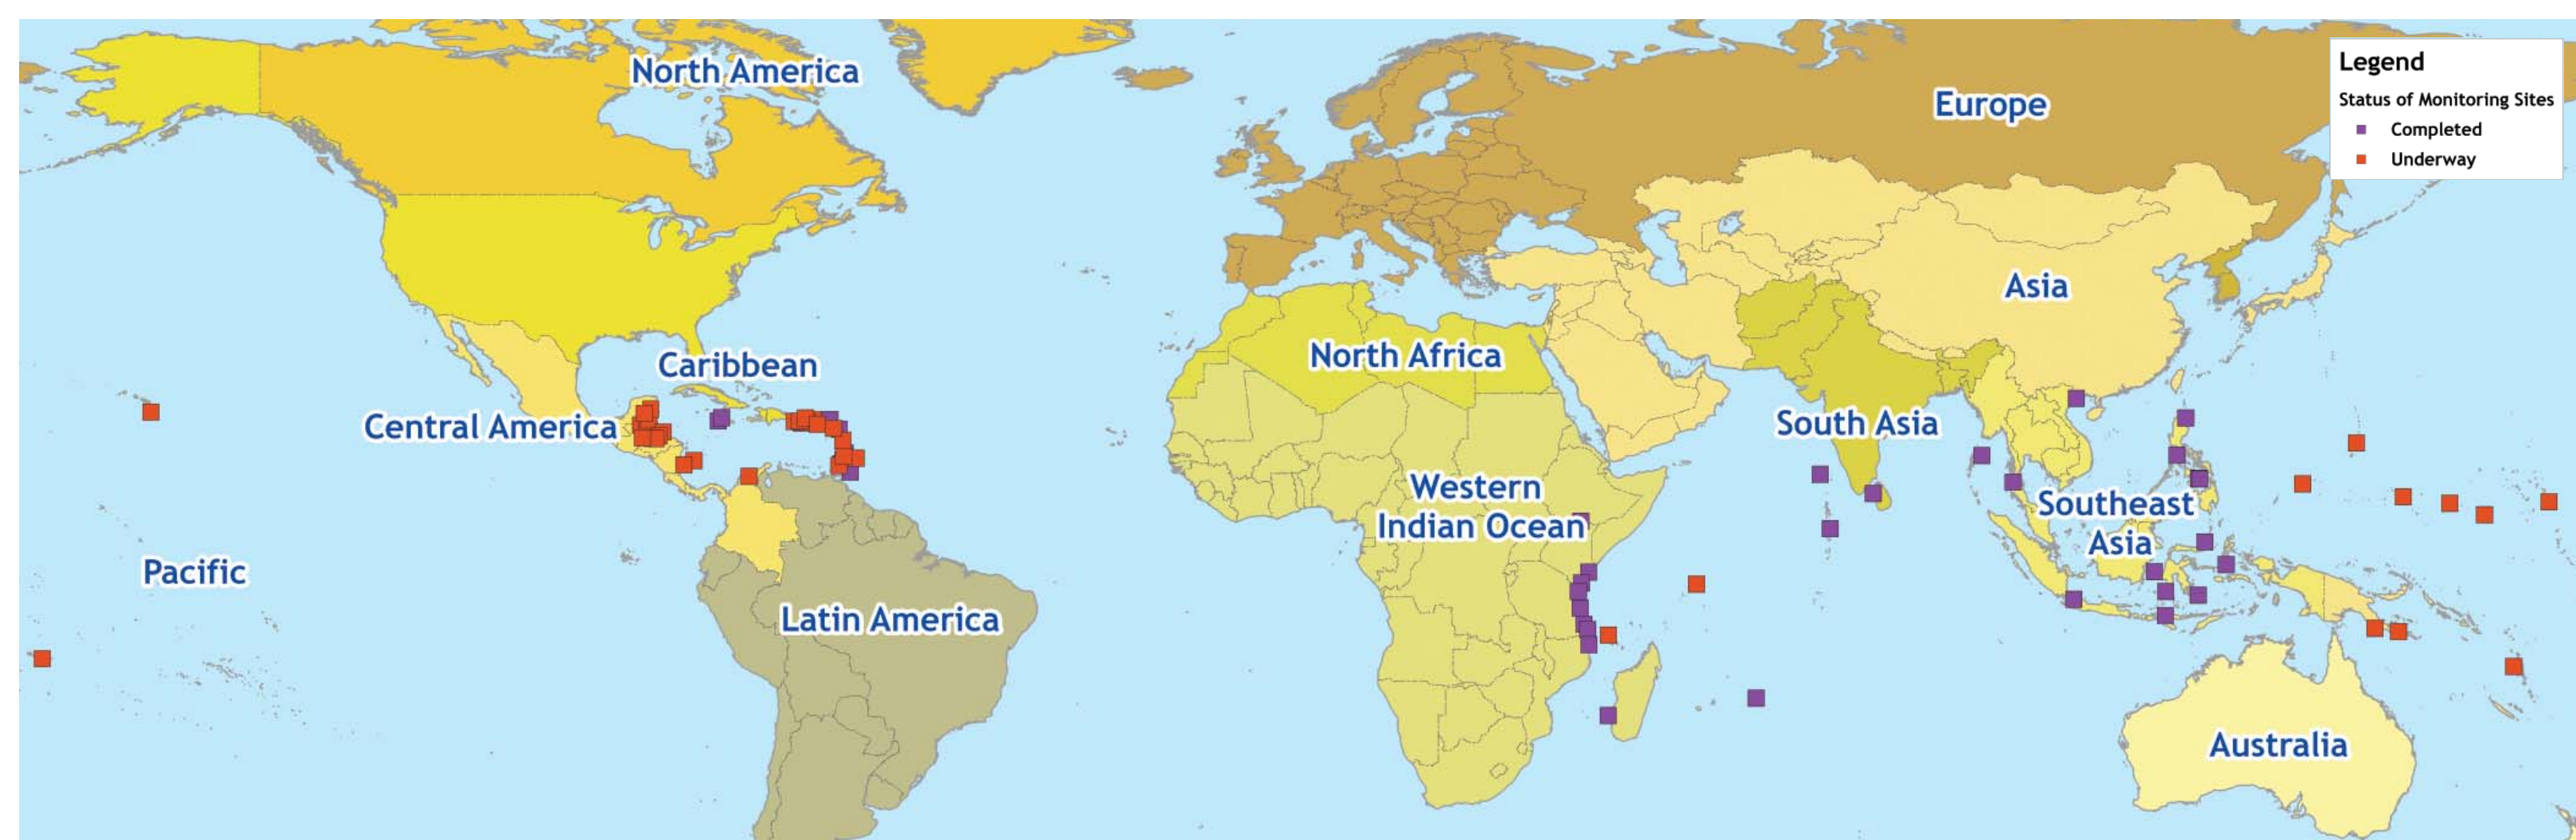 North America
Europe
Legend
Status of Monitoring Sites
Completed
Underway
Asia
North Africa
Caribbean
Central America
South Asia
Western
Indian Ocean
Southeast
Asia
Pacific
Latin America
Australia